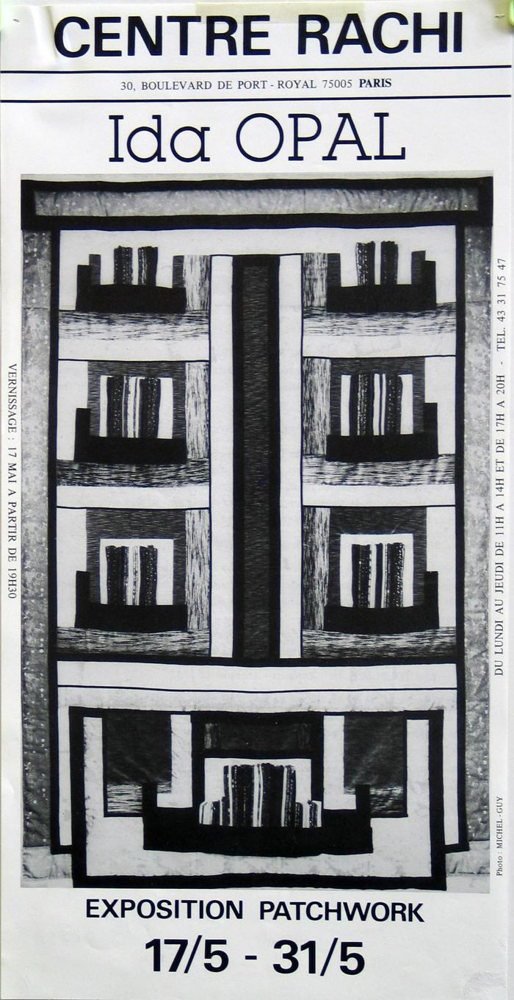 CENTRE RACHI
30, BOULEVARD DE PORT-ROYAL 75005 PARIS
Ida OPAL
VERNISSAGE : 17 MAI A PARTIR DE 19H30
DU LUNDI AU JEUDI DE 11H A 14H ET DE 17H A 20H - TEL. 43 31 75 47
Photo : MICHEL-GUY
EXPOSITION PATCHWORK
17/5 - 31/5